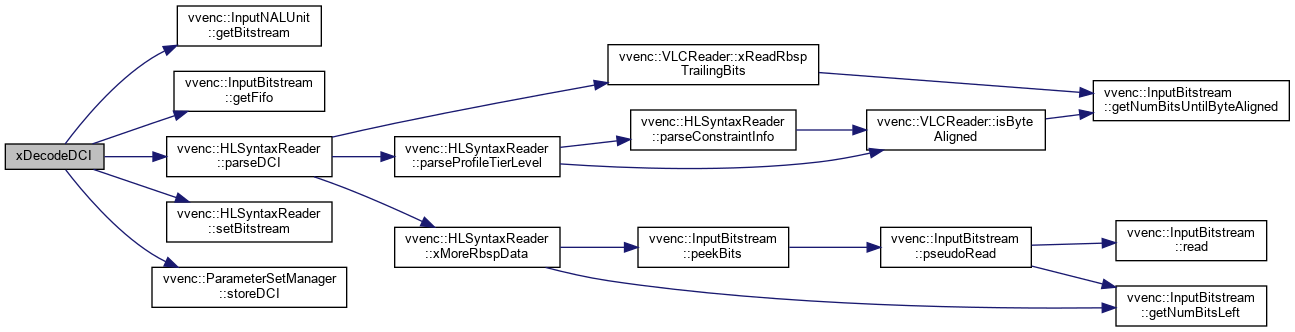 xDecodeDCI
vvenc::InputNALUnit
::getBitstream
vvenc::InputBitstream
::getFifo
vvenc::HLSyntaxReader
::parseDCI
vvenc::HLSyntaxReader
::setBitstream
vvenc::ParameterSetManager
::storeDCI
vvenc::VLCReader::xReadRbsp
TrailingBits
vvenc::HLSyntaxReader
::parseProfileTierLevel
vvenc::HLSyntaxReader
::xMoreRbspData
vvenc::HLSyntaxReader
::parseConstraintInfo
vvenc::InputBitstream
::peekBits
vvenc::VLCReader::isByte
Aligned
vvenc::InputBitstream
::pseudoRead
vvenc::InputBitstream
::getNumBitsUntilByteAligned
vvenc::InputBitstream
::read
vvenc::InputBitstream
::getNumBitsLeft